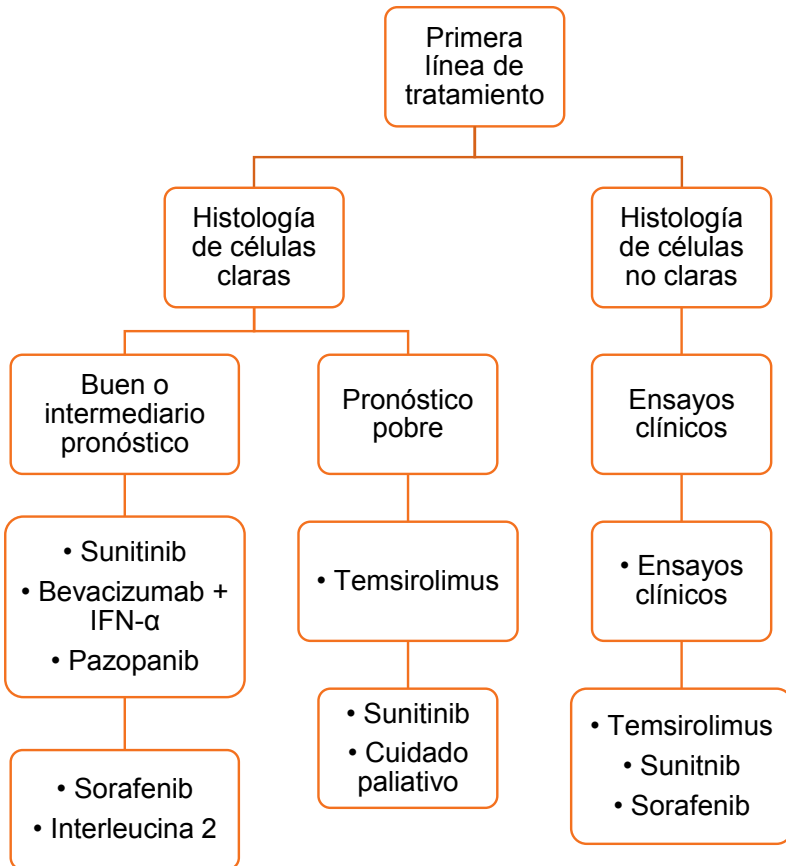 Primera
línea de
tratamiento
Histología
de células
claras
Histología
de células
no claras
Buen o
intermediario
pronóstico
Pronóstico
pobre
Ensayos
clínicos
• Sunitinib
• Bevacizumab +
IFN-α
• Pazopanib
• Temsirolimus
• Ensayos
clínicos
• Sorafenib
• Interleucina 2
• Sunitinib
• Cuidado
paliativo
• Temsirolimus
• Sunitnib
• Sorafenib